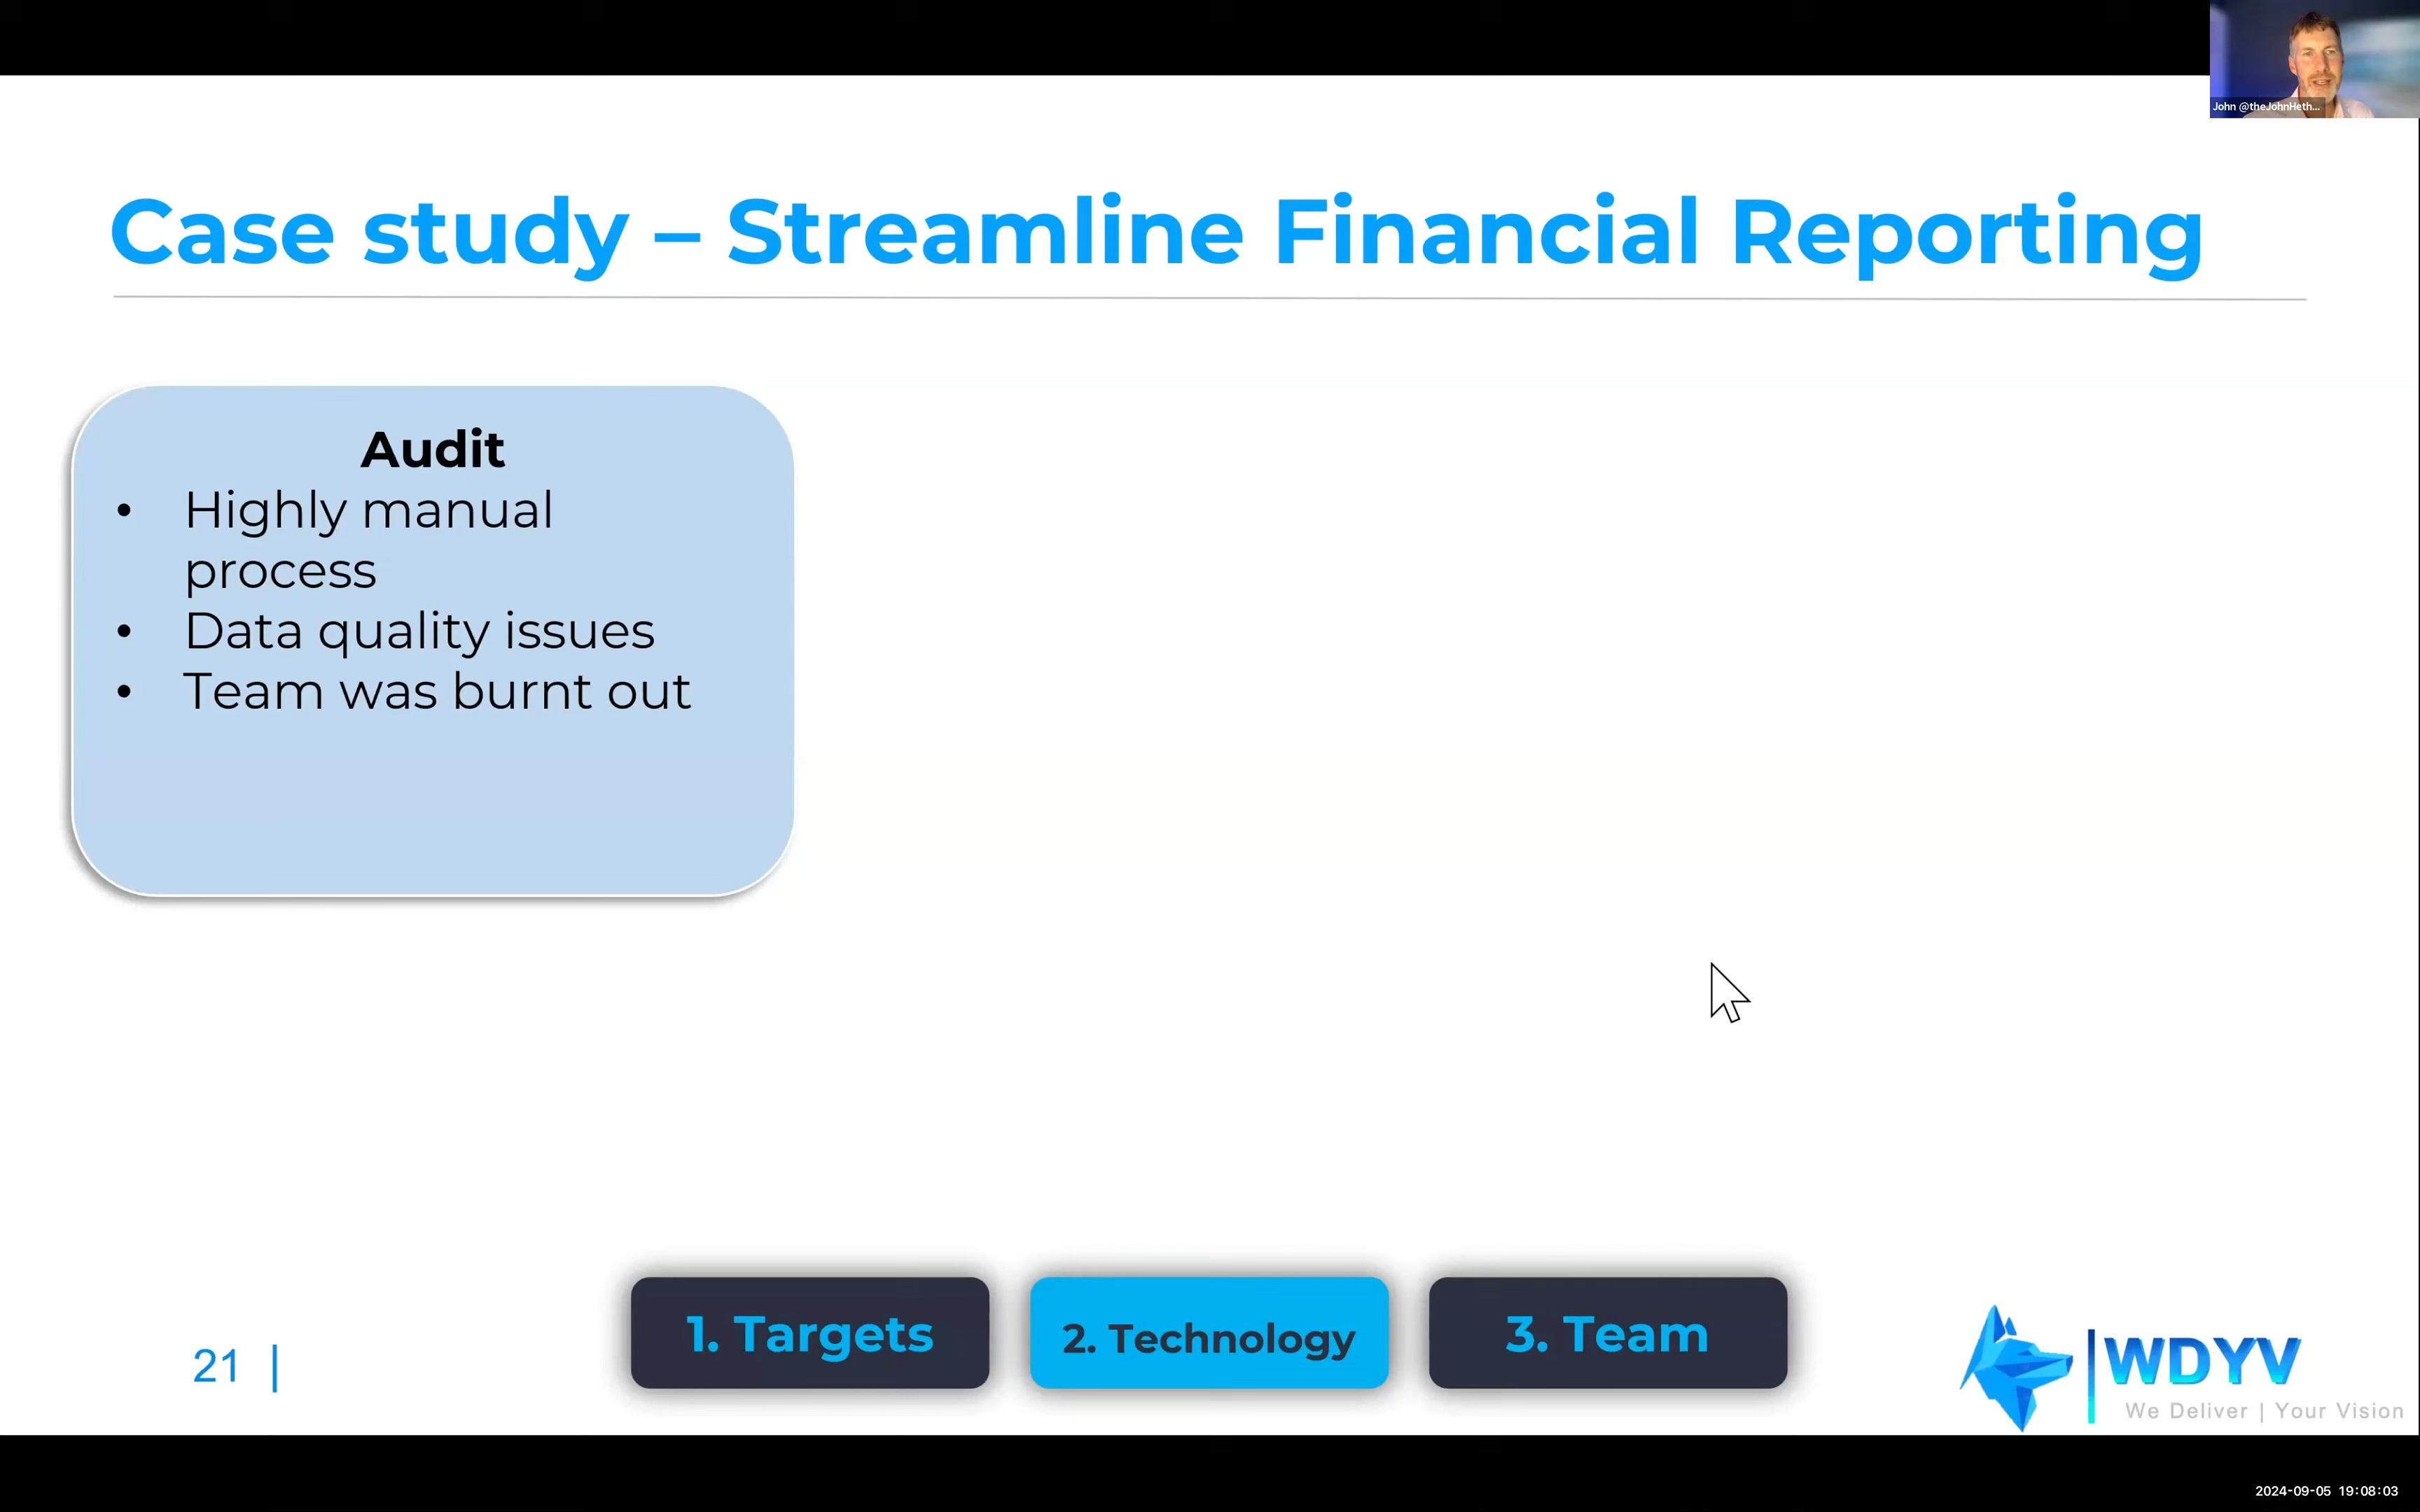 John @theJohnHeth...
Case study – Streamline Financial Reporting
Audit
• Highly manual
process
• Data quality issues
• Team was burnt out
1. Targets
2. Technology
3. Team
21 |
WDYV
We Deliver | Your Vision
2024-09-05 19:08:03